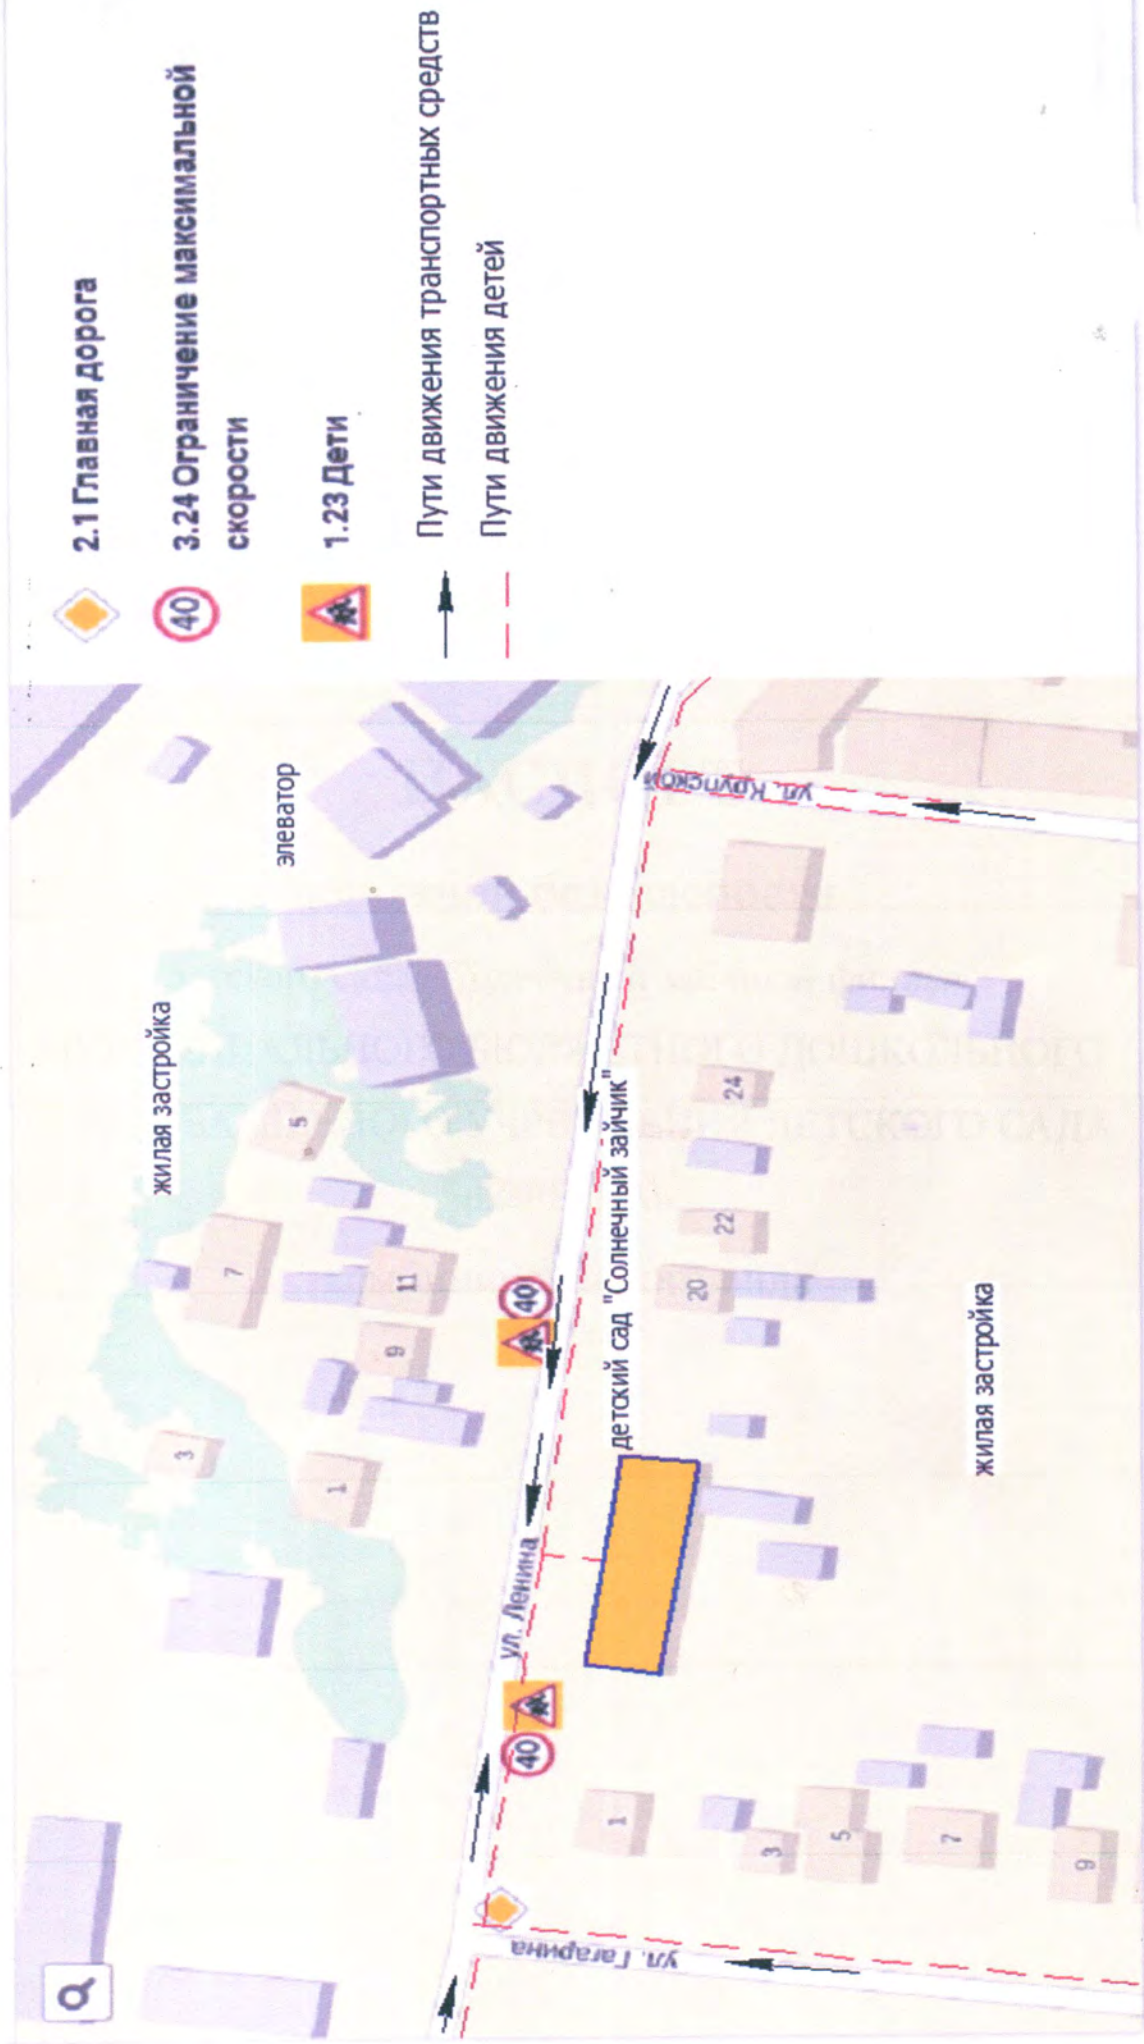 2.1 Главная дорога
40
3.24 Ограничение максимальной
скорости
1.23 Дети
Пути движения транспортных средств
Пути движения детей
элеватор
жилая застройка
5
7
11
9
3
1
40
ул. Ленина
40
детский сад "Солнечный зайчик"
ул. Крупской
24
22
20
жилая застройка
1
3
5
7
9
ул. Гагарина